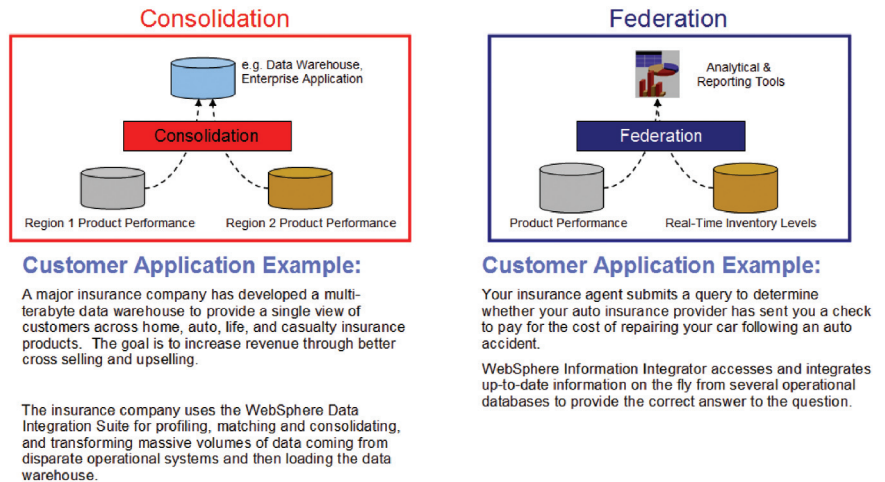 Consolidation
e.g. Data Warehouse,
Enterprise Application
Consolidation
Region 1 Product Performance
Region 2 Product Performance
Customer Application Example:
A major insurance company has developed a multi-
terabyte data warehouse to provide a single view of
customers across home, auto, life, and casualty insurance
products.  The goal is to increase revenue through better
cross selling and upselling.
The insurance company uses the WebSphere Data
Integration Suite for profiling, matching and consolidating,
and transforming massive volumes of data coming from
disparate operational systems and then loading the data
warehouse.
Federation
Analytical &
Reporting Tools
Federation
Product Performance
Real-Time Inventory Levels
Customer Application Example:
Your insurance agent submits a query to determine
whether your auto insurance provider has sent you a check
to pay for the cost of repairing your car following an auto
accident.
WebSphere Information Integrator accesses and integrates
up-to-date information on the fly from several operational
databases to provide the correct answer to the question.